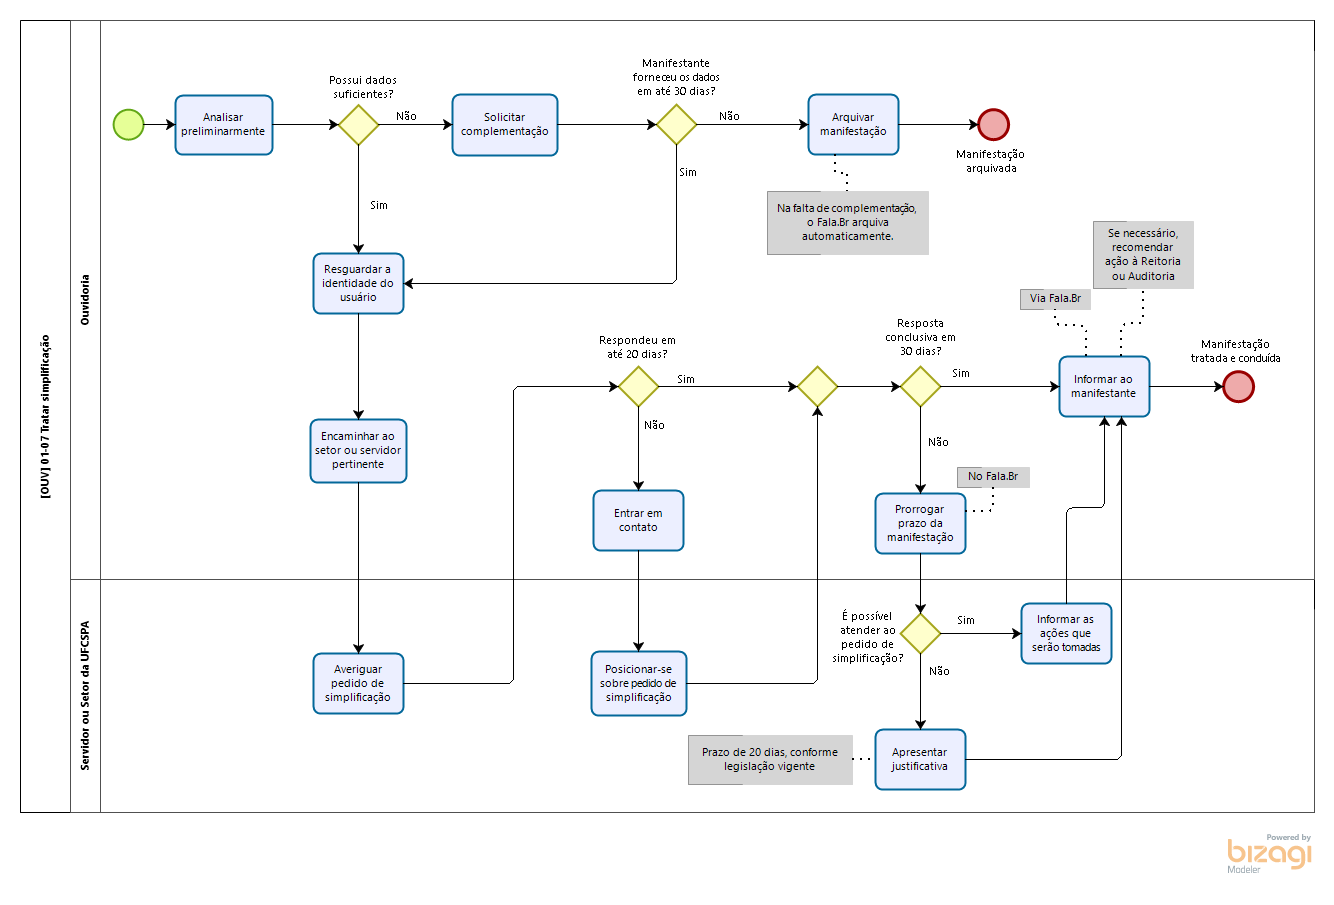 [OUV] 01-07 Tratar simplificação
Ouvidoria
Analisar
preliminarmente
Possui dados
suficientes?
Não
Sim
Solicitar
complementação
Manifestante
forneceu os dados
em até 30 dias?
Não
Sim
Arquivar
manifestação
Manifestação
arquivada
Na falta de complementação,
o Fala.Br arquiva
automaticamente.
Resguardar a
identidade do
usuário
Encaminhar ao
setor ou servidor
pertinente
Respondeu em
até 20 dias?
Sim
Não
Entrar em
contato
Resposta
conclusiva em
30 dias?
Sim
Não
Prorrogar
prazo da
manifestação
No Fala.Br
Via Fala.Br
Se necessário,
recomendar
ação à Reitoria
ou Auditoria
Informar ao
manifestante
Manifestação
tratada e conduída
Servidor ou Setor da UFCSPA
Averiguar
pedido de
simplificação
Posicionar-se
sobre pedido de
simplificação
É possível
atender ao
pedido de
simplificação?
Sim
Não
Informar as
ações que
serão tomadas
Prazo de 20 dias, conforme
legislação vigente
Apresentar
justificativa
Powered by
bizagi
Modeler